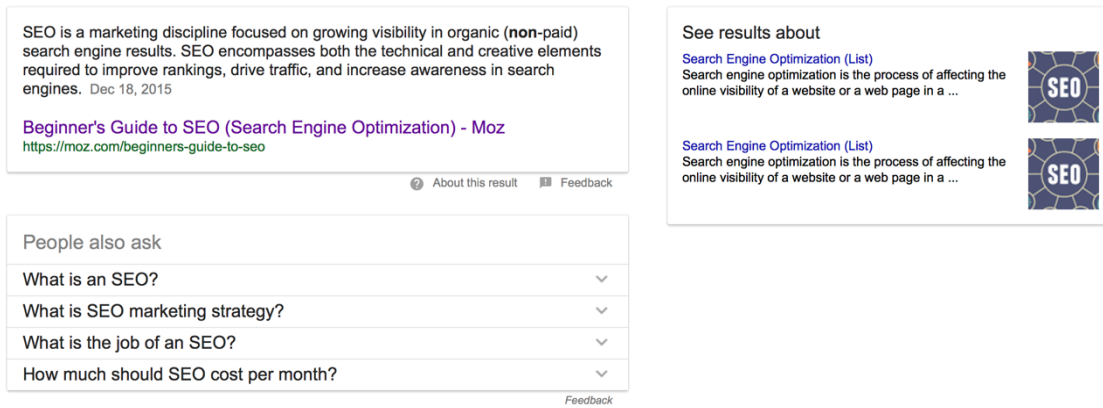 SEO is a marketing discipline focused on growing visibility in organic (non-paid)
search engine results. SEO encompasses both the technical and creative elements
required to improve rankings, drive traffic, and increase awareness in search
engines. Dec 18, 2015
Beginner's Guide to SEO (Search Engine Optimization) - Moz
https://moz.com/beginners-guide-to-seo
About this result Feedback
People also ask
What is an SEO?
What is SEO marketing strategy?
What is the job of an SEO?
How much should SEO cost per month?
Feedback
See results about
Search Engine Optimization (List)
Search engine optimization is the process of affecting the
online visibility of a website or a web page in a ...
SEO
Search Engine Optimization (List)
Search engine optimization is the process of affecting the
online visibility of a website or a web page in a ...
SEO